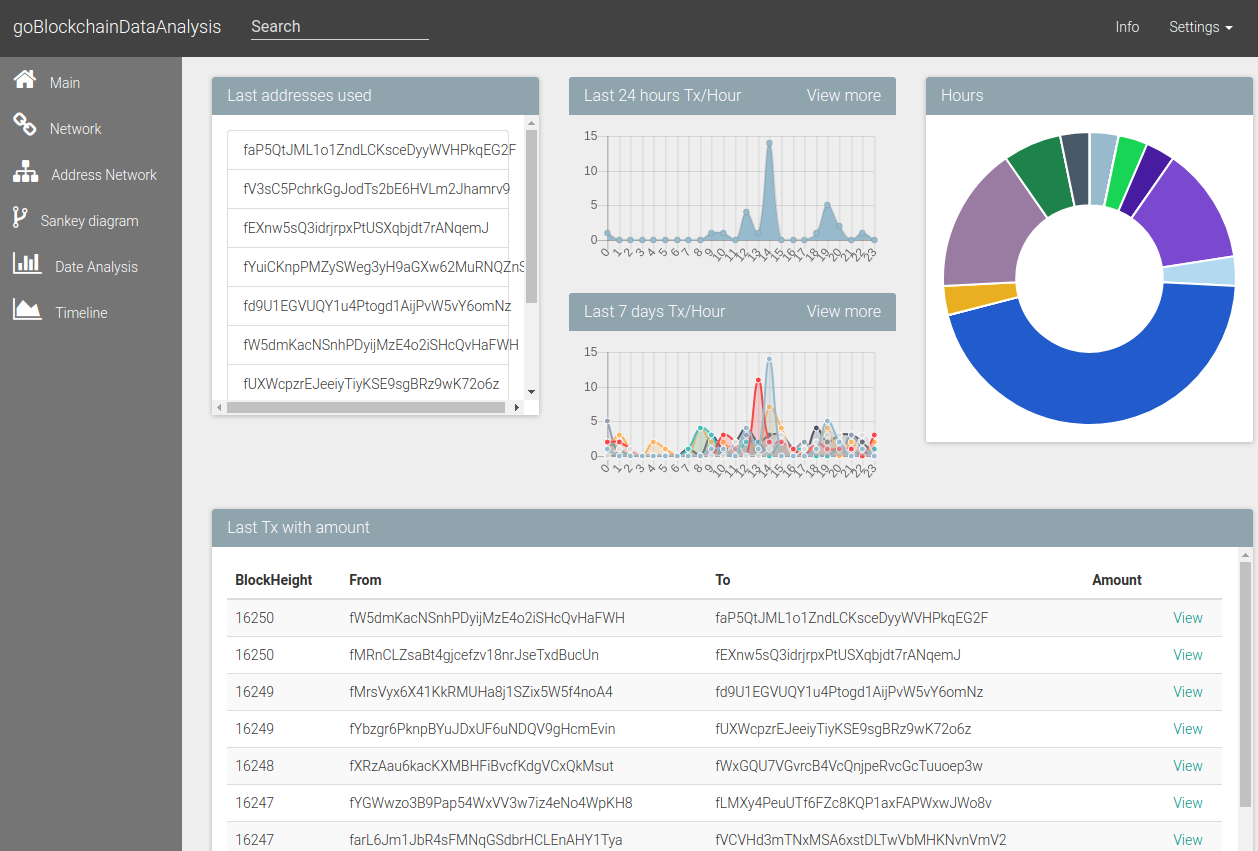 goBlockchainDataAnalysis Search Info Settings
Main
Network
Address Network
Sankey diagram
Date Analysis
Timeline
Last addresses used
faP5QtJML1o1ZndLCKsceDyyWVHPkqEG2F
fV3sC5PchrkGgJodTs2bE6HVLm2Jhamrv9
fEXnw5sQ3idrjrpxPtUSXqbjdt7rANqemJ
fYuiCKnpPMZySWeg3yH9aGXw62MuRNQZnS
fd9U1EGVUQY1u4Ptogd1AijPvW5vY6omNz
fW5dmKacNSnhPDyijMzE4o2iSHcQvHaFWH
fUXWcpzrEJeeiyTiyKSE9sgBRz9wK72o6z
Last 24 hours Tx/Hour View more
15
10
5
0
0 1 2 3 4 5 6 7 8 9 10 11 12 13 14 15 16 17 18 19 20 21 22 23
Last 7 days Tx/Hour View more
15
10
5
0
0 1 2 3 4 5 6 7 8 9 10 11 12 13 14 15 16 17 18 19 20 21 22 23
Hours
Last Tx with amount
BlockHeight From To Amount
16250 fW5dmKacNSnhPDyijMzE4o2iSHcQvHaFWH faP5QtJML1o1ZndLCKsceDyyWVHPkqEG2F View
16250 fMRnCLZsaBt4gjcefzv18nrJseTxdBucUn fEXnw5sQ3idrjrpxPtUSXqbjdt7rANqemJ View
16249 fMrsVyx6X41KkRMUHa8j1SZix5W5f4noA4 fd9U1EGVUQY1u4Ptogd1AijPvW5vY6omNz View
16249 fYbzgr6PknpBYuJDxUF6uNDQV9gHcmEvin fUXWcpzrEJeeiyTiyKSE9sgBRz9wK72o6z View
16248 fXRzAau6kacKXMBHFiBvcfKdgVCxQkMsut fWxGQU7VGvrcB4VcQnjpeRvcGcTuuoep3w View
16247 fYGWwzo3B9Pap54WxVV3w7iz4eNo4WpKH8 fLMXy4PeuUTf6FZc8KQP1axFAPWxwJWo8v View
16247 farL6Jm1JbR4sFMNqGSdbrHCLEnAHY1Tya fVCVHd3mTNxMSA6xstDLTwVbMHKNvnVmV2 View